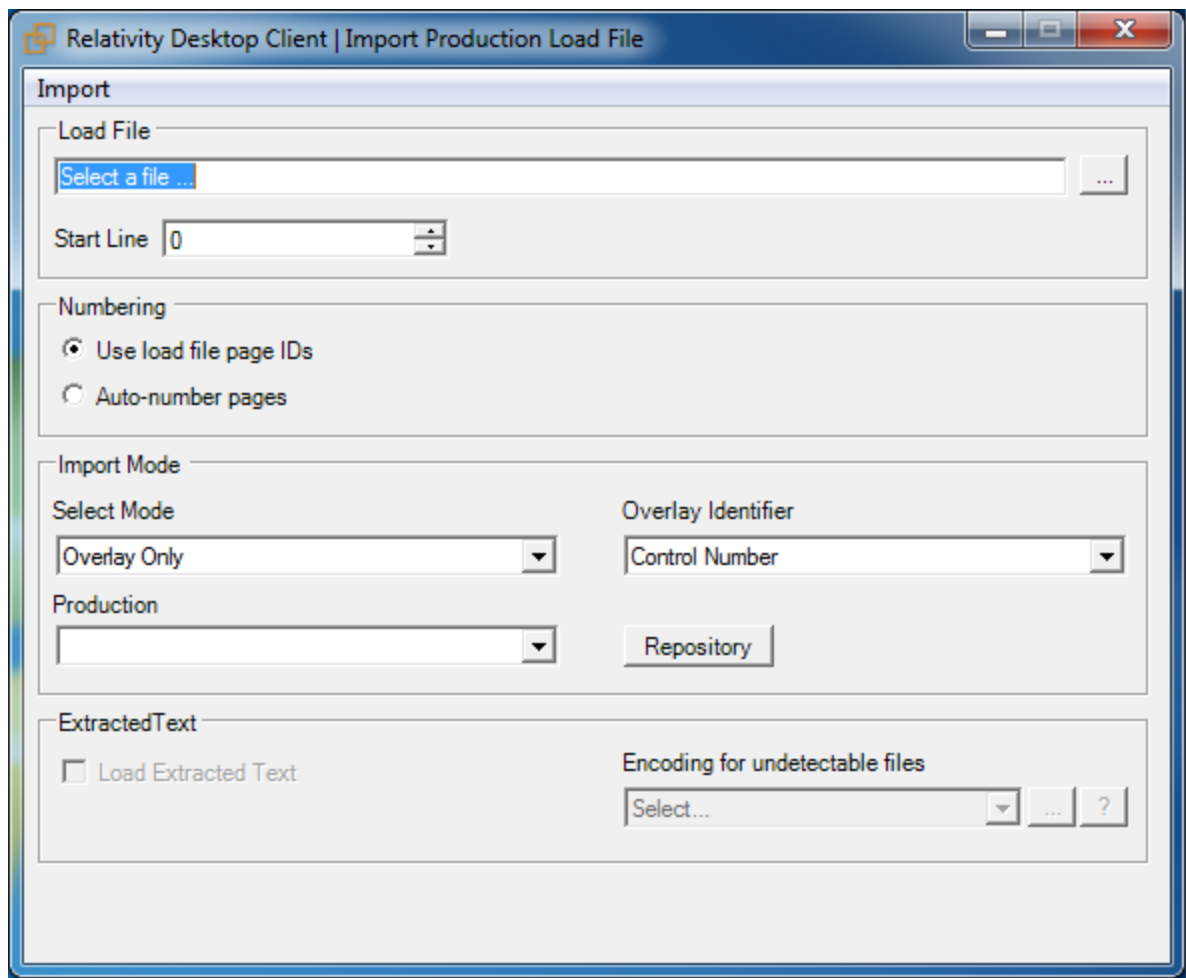 Relativity Desktop Client | Import Production Load File
Import
Load File
Select a file ...
...
Start Line 0
Numbering
Use load file page IDs
Auto-number pages
Import Mode
Select Mode
Overlay Identifier
Overlay Only
Control Number
Production
Repository
ExtractedText
Load Extracted Text
Encoding for undetectable files
Select...
...
?